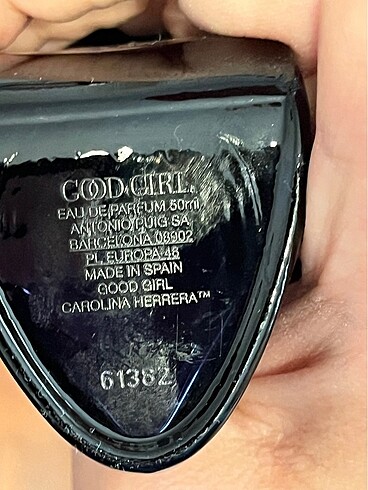 GOOD GIRL
EAU DE PARFUM 50ml
ANTONIO PUIG SA
BARCELONA 08902
PL. EUROPA 46
MADE IN SPAIN
GOOD GIRL
CAROLINA HERRERA™
61362